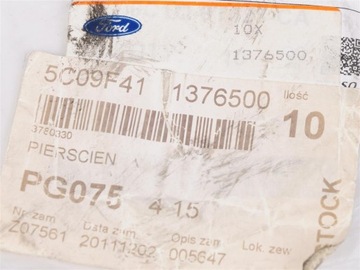 Ford
10X
1376500
5C09F41 1376500 ilość
3760330
10
PIERSCIEN
PG075 4 15
Nr zam Data zam Opis zam Lok. zew
Z07561 20111202 005647
STOCK